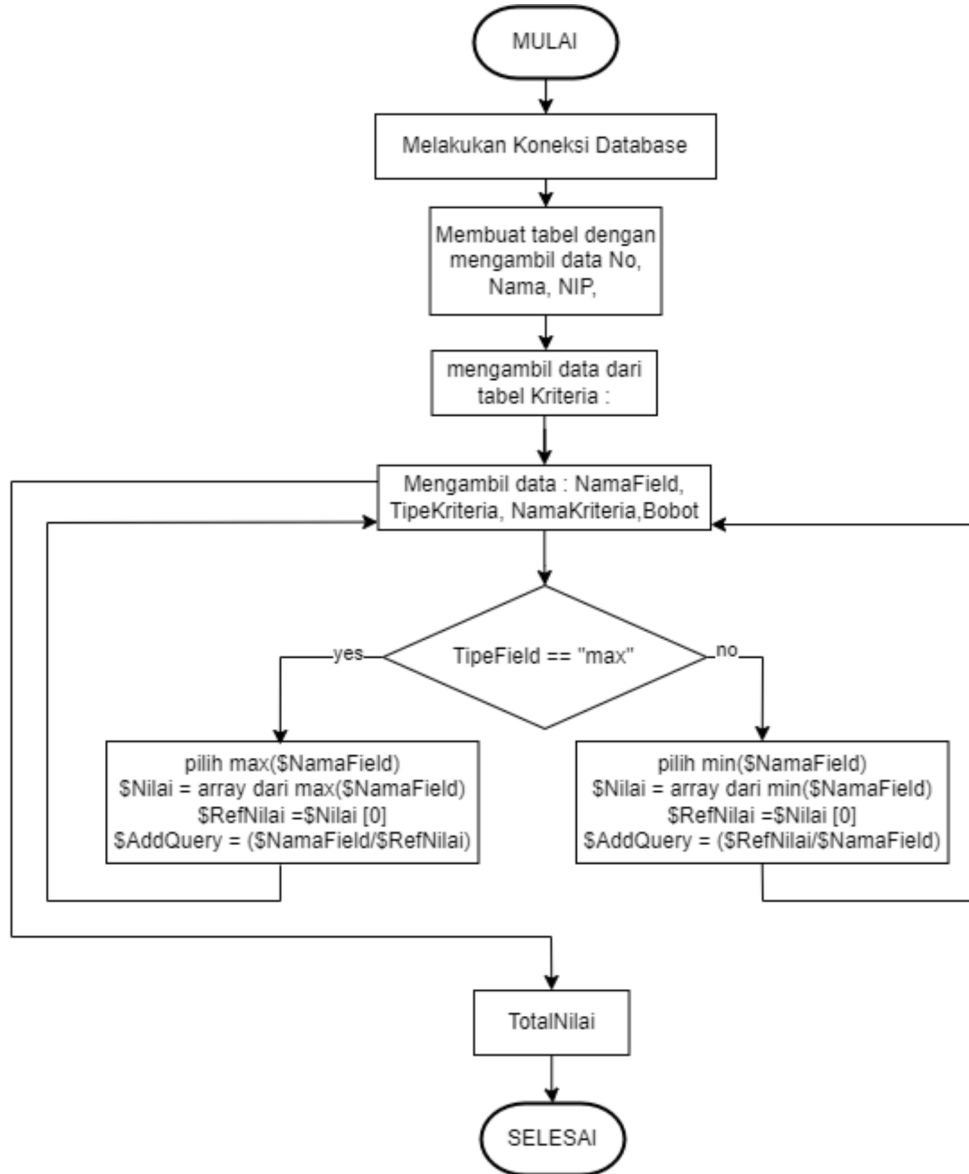 MULAI
Melakukan Koneksi Database
Membuat tabel dengan
mengambil data No,
Nama, NIP,
mengambil data dari
tabel Kriteria :
Mengambil data : NamaField,
TipeKriteria, NamaKriteria,Bobot
TipeField == "max"
yes
no
pilih max($NamaField)
$Nilai = array dari max($NamaField)
$RefNilai =$Nilai [0]
$AddQuery = ($NamaField/$RefNilai)
pilih min($NamaField)
$Nilai = array dari min($NamaField)
$RefNilai =$Nilai [0]
$AddQuery = ($RefNilai/$NamaField)
TotalNilai
SELESAI